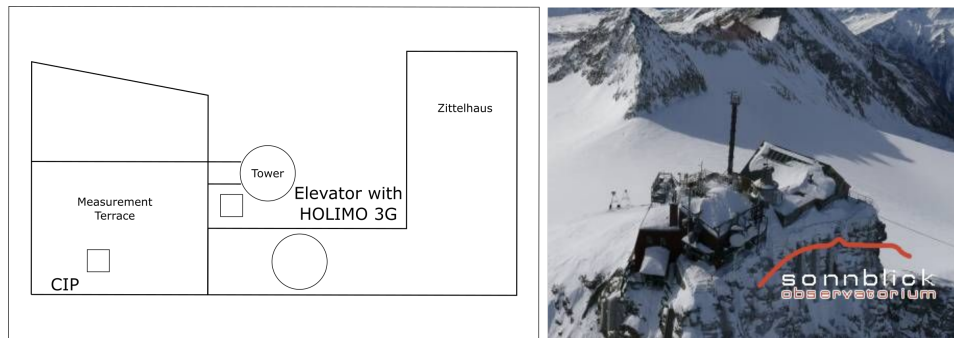 Zittelhaus
Tower
Elevator with
HOLIMO 3G
Measurement
Terrace
CIP
sonnblick
observatorium